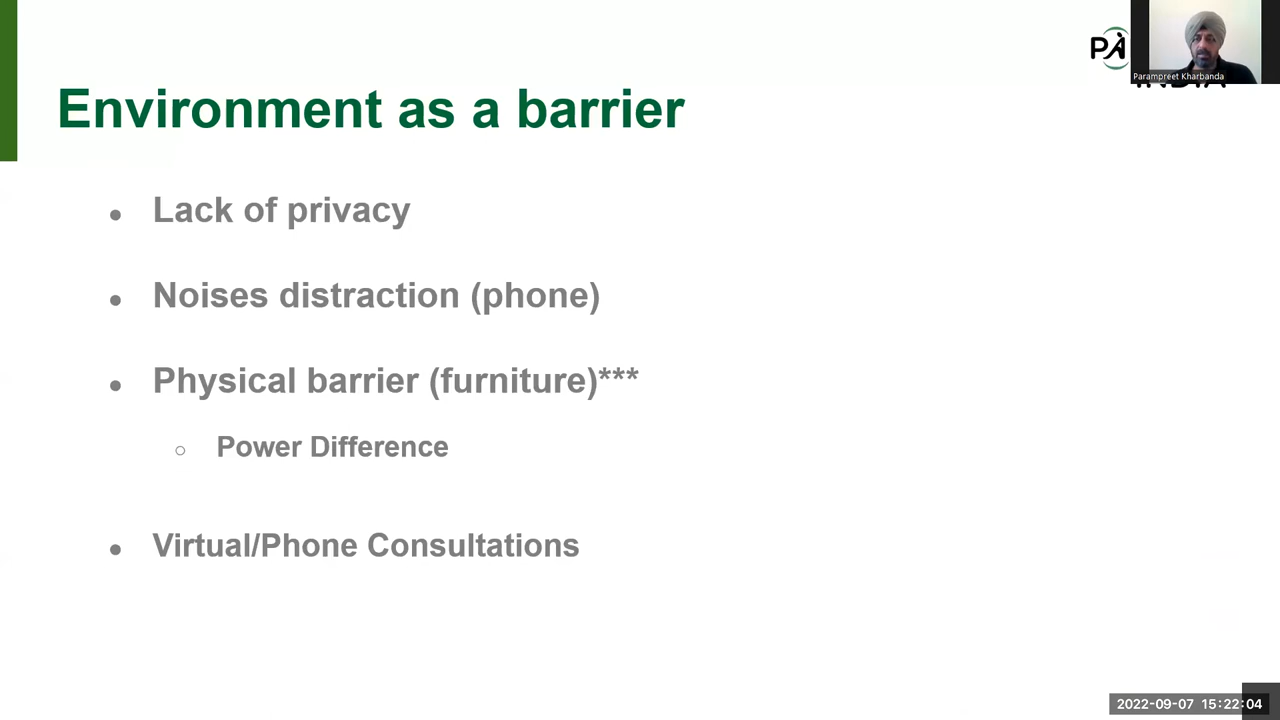 PA
Parampreet Kharbanda
INDIA
Environment as a barrier
● Lack of privacy
● Noises distraction (phone)
● Physical barrier (furniture)***
○ Power Difference
● Virtual/Phone Consultations
2022-09-07 15:22:04